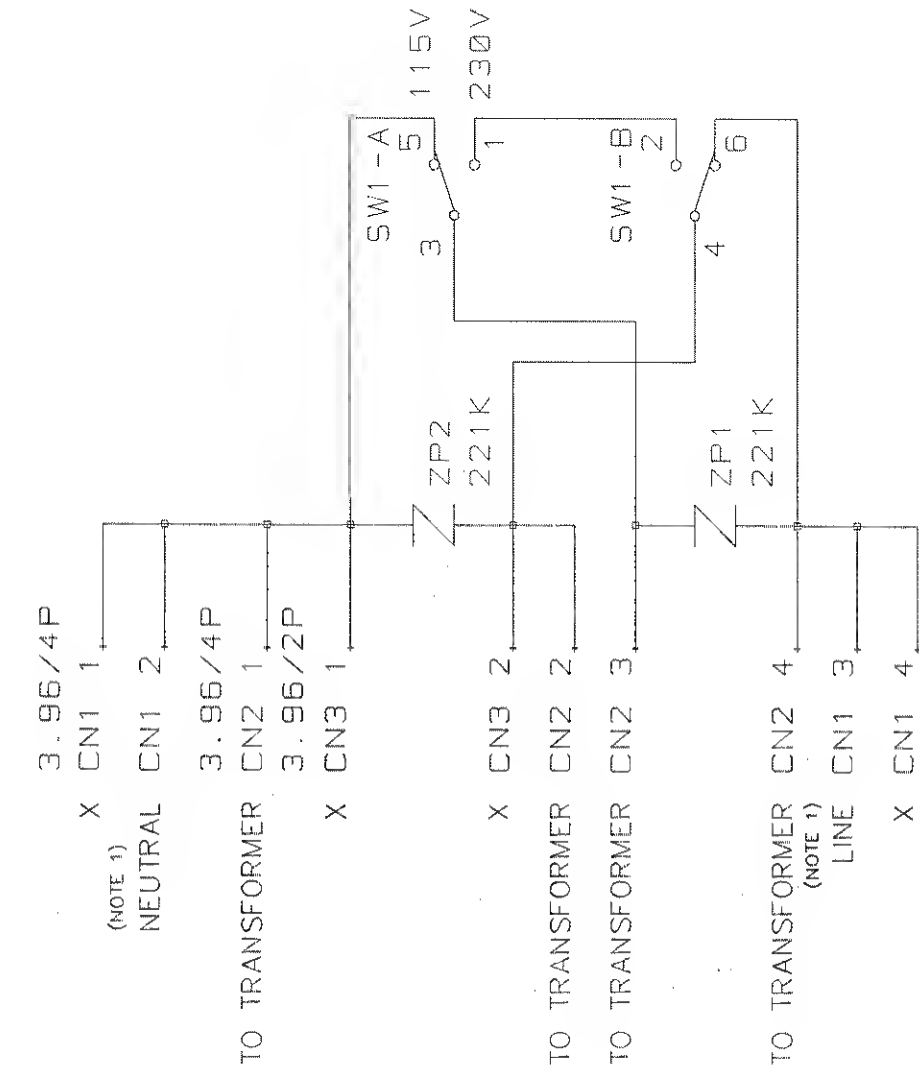 3.96/4P
X CN1 1
(NOTE 1)
NEUTRAL CN1 2
3.96/4P
TO TRANSFORMER CN2 1
3.96/2P
X CN3 1
X CN3 2
TO TRANSFORMER CN2 2
TO TRANSFORMER CN2 3
TO TRANSFORMER CN2 4
(NOTE 1)
LINE CN1 3
X CN1 4
ZP2
221K
ZP1
221K
SW1-A
5
115V
3
1
230V
SW1-B
2
4
6